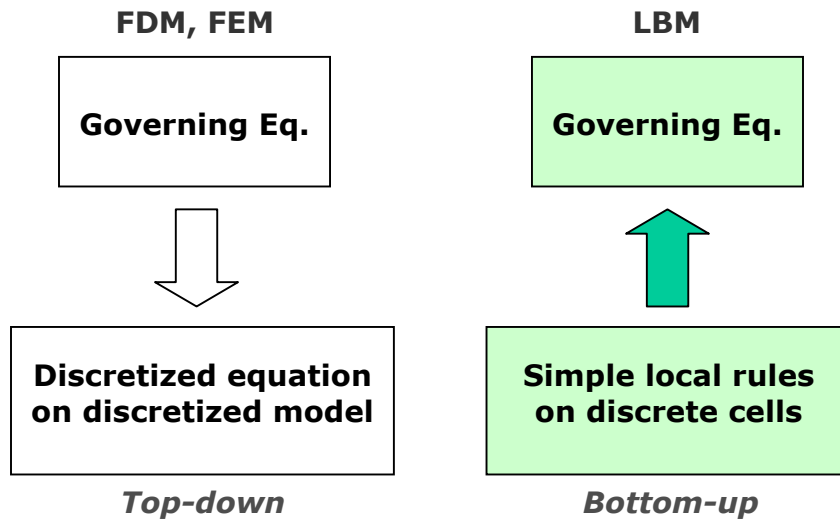 FDM, FEM
Governing Eq.
Discretized equation
on discretized model
Top-down
LBM
Governing Eq.
Simple local rules
on discrete cells
Bottom-up